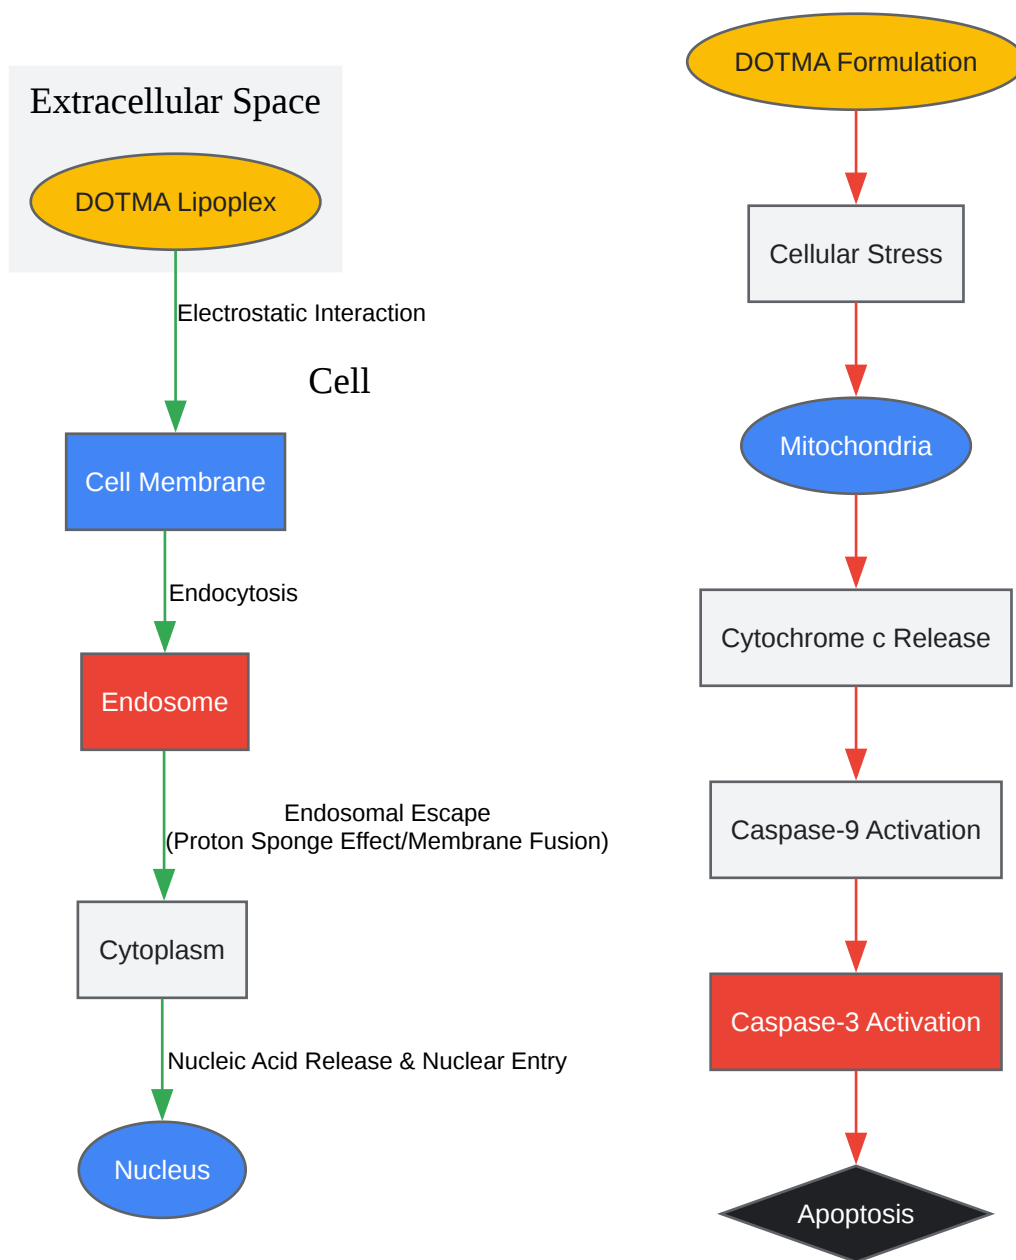 Extracellular Space
DOTMA Lipoplex
Electrostatic Interaction
Cell
Cell Membrane
Endocytosis
Endosome
Endosomal Escape
(Proton Sponge Effect/Membrane Fusion)
Cytoplasm
Nucleic Acid Release & Nuclear Entry
Nucleus
DOTMA Formulation
Cellular Stress
Mitochondria
Cytochrome c Release
Caspase-9 Activation
Caspase-3 Activation
Apoptosis